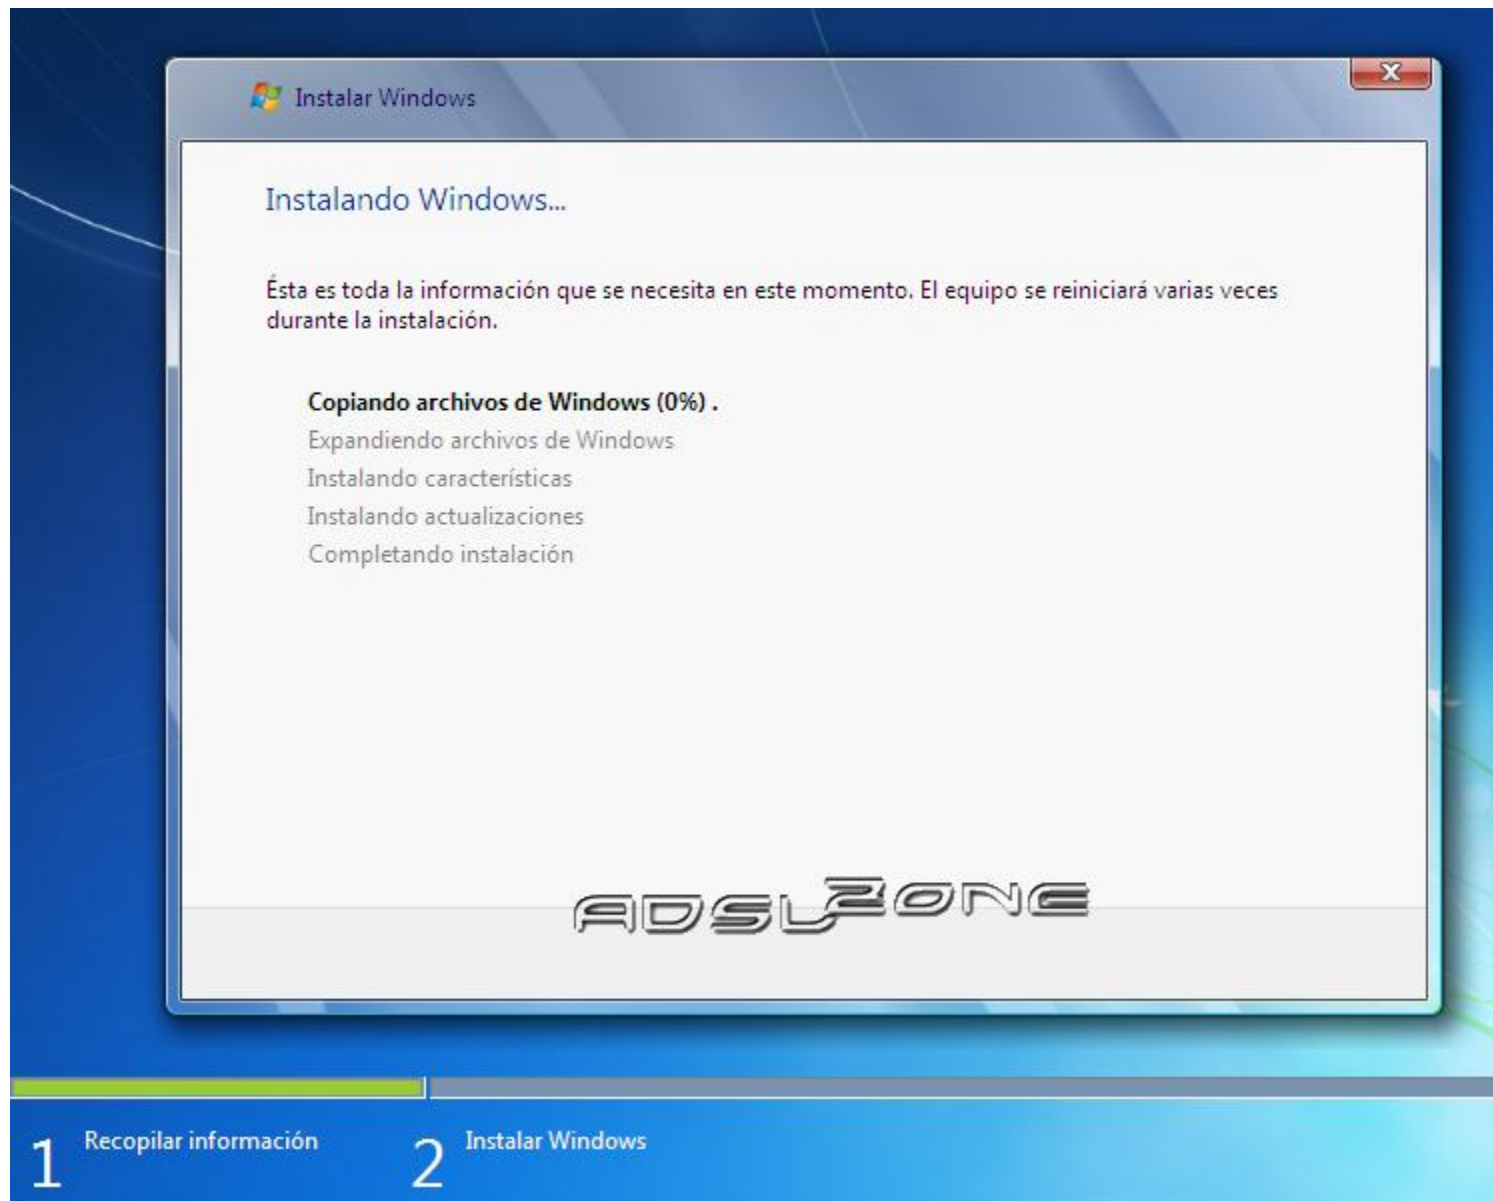 Instalar Windows
Instalando Windows...
Ésta es toda la información que se necesita en este momento. El equipo se reiniciará varias veces
durante la instalación.
Copiando archivos de Windows (0%) .
Expandiendo archivos de Windows
Instalando características
Instalando actualizaciones
Completando instalación
ADSLZONE
1 Recopilar información 2 Instalar Windows